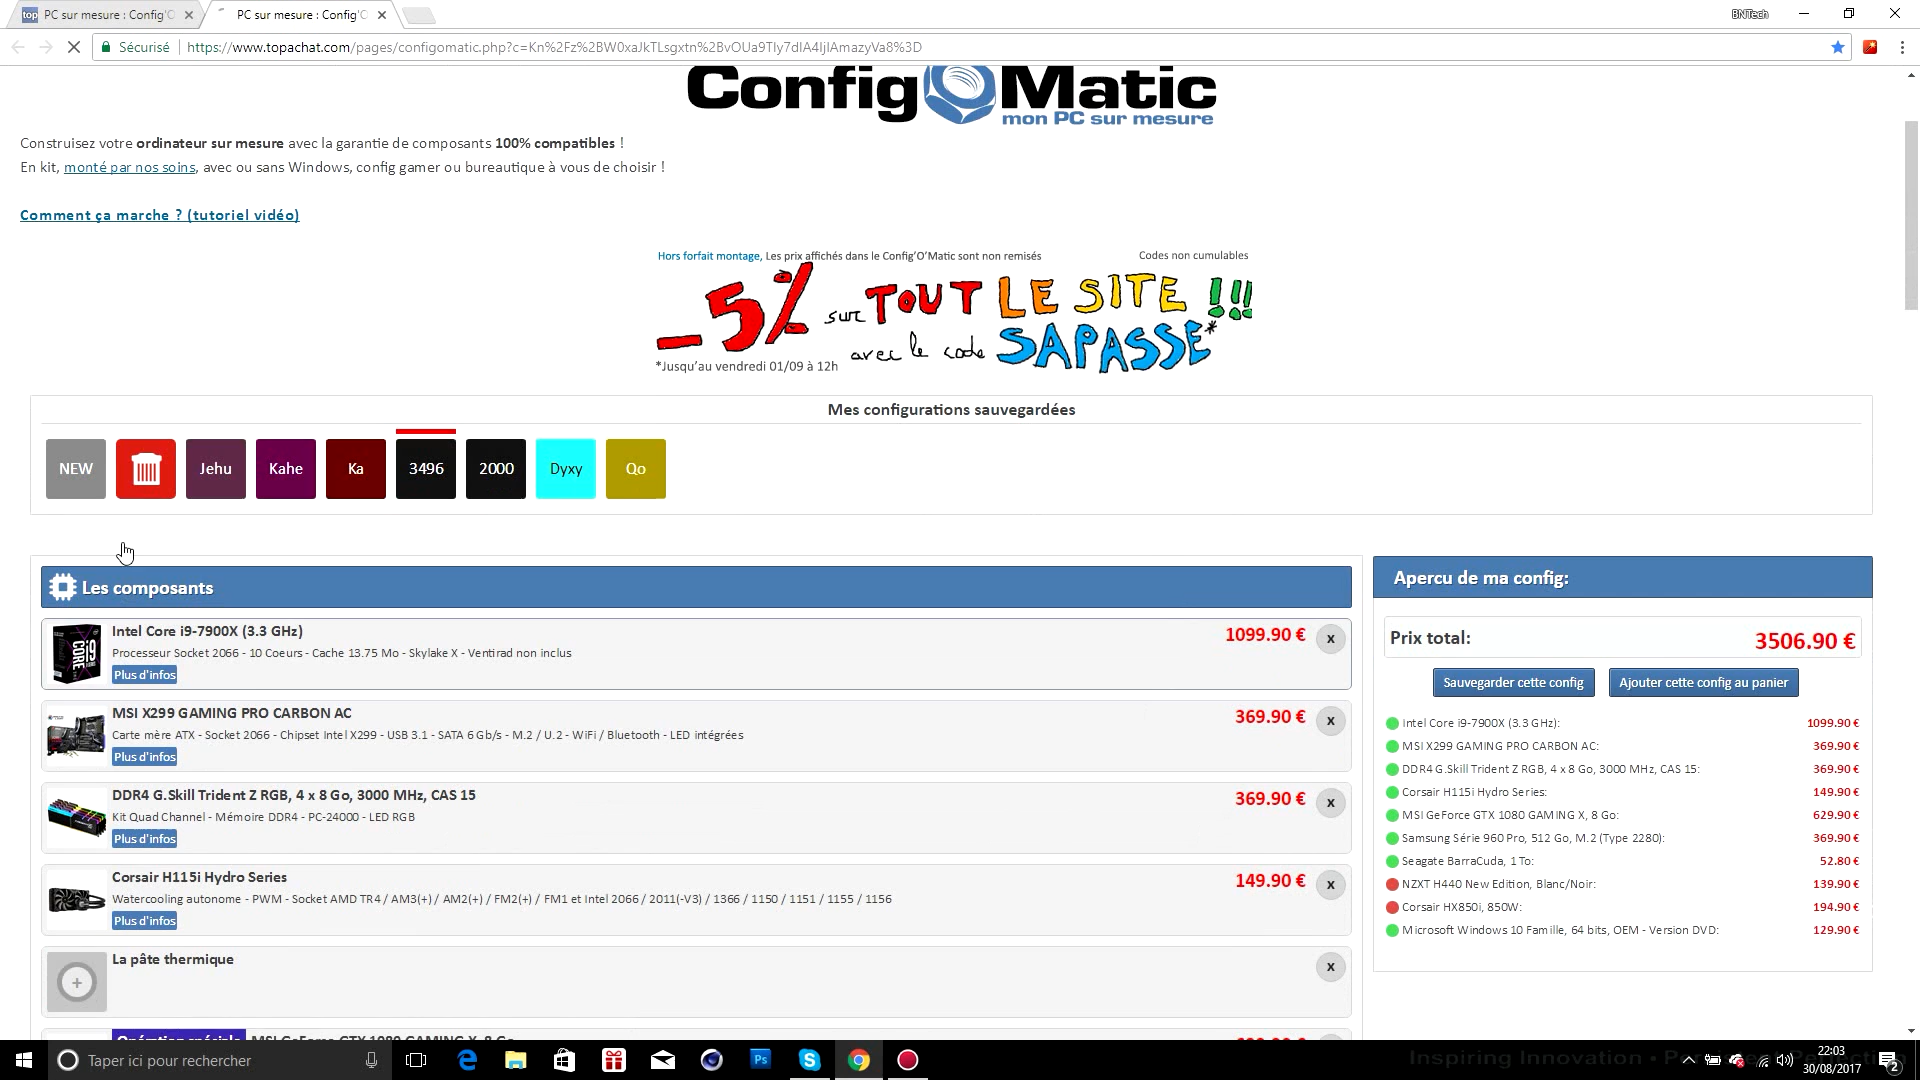 PC sur mesure : Config'O
PC sur mesure : Config'O
BNTech
Sécurisé
https://www.topachat.com/pages/configomatic.php?c=Kn%2Fz%2BW0xaJkTLsgxtn%2BvOUa9Tly7dIA4IjIAmazyVa8%3D
Config Matic
mon PC sur mesure
Construisez votre ordinateur sur mesure avec la garantie de composants 100% compatibles !
En kit, monté par nos soins, avec ou sans Windows, config gamer ou bureautique à vous de choisir !
Comment ça marche ? (tutoriel vidéo)
Hors forfait montage, Les prix affichés dans le Config'O'Matic sont non remisés
Codes non cumulables
-5% sur TOUT LE SITE !!!
avec le code SAPASSE*
*Jusqu'au vendredi 01/09 à 12h
Mes configurations sauvegardées
NEW Jehu Kahe Ka 3496 2000 Dyxy Qo
Les composants
Intel Core i9-7900X (3.3 GHz)
1099.90 €
x
Processeur Socket 2066 - 10 Coeurs - Cache 13.75 Mo - Skylake X - Ventirad non inclus
Plus d'infos
MSI X299 GAMING PRO CARBON AC
369.90 €
x
Carte mère ATX - Socket 2066 - Chipset Intel X299 - USB 3.1 - SATA 6 Gb/s - M.2 / U.2 - WiFi / Bluetooth - LED intégrées
Plus d'infos
DDR4 G.Skill Trident Z RGB, 4 x 8 Go, 3000 MHz, CAS 15
369.90 €
x
Kit Quad Channel - Mémoire DDR4 - PC-24000 - LED RGB
Plus d'infos
Corsair H115i Hydro Series
149.90 €
x
Watercooling autonome - PWM - Socket AMD TR4 / AM3(+) / AM2(+) / FM2(+) / FM1 et Intel 2066 / 2011(-V3) / 1366 / 1150 / 1151 / 1155 / 1156
Plus d'infos
La pâte thermique
x
Opération spéciale MSI GeForce GTX 1080 GAMING X, 8 Go
Apercu de ma config:
Prix total:
3506.90 €
Sauvegarder cette config
Ajouter cette config au panier
Intel Core i9-7900X (3.3 GHz): 1099.90 €
MSI X299 GAMING PRO CARBON AC: 369.90 €
DDR4 G.Skill Trident Z RGB, 4 x 8 Go, 3000 MHz, CAS 15: 369.90 €
Corsair H115i Hydro Series: 149.90 €
MSI GeForce GTX 1080 GAMING X, 8 Go: 629.90 €
Samsung Série 960 Pro, 512 Go, M.2 (Type 2280): 369.90 €
Seagate BarraCuda, 1 To: 52.80 €
NZXT H440 New Edition, Blanc/Noir: 139.90 €
Corsair HX850i, 850W: 194.90 €
Microsoft Windows 10 Famille, 64 bits, OEM - Version DVD: 129.90 €
Taper ici pour rechercher
Inspiring Innovation •
22:03
30/08/2017
2